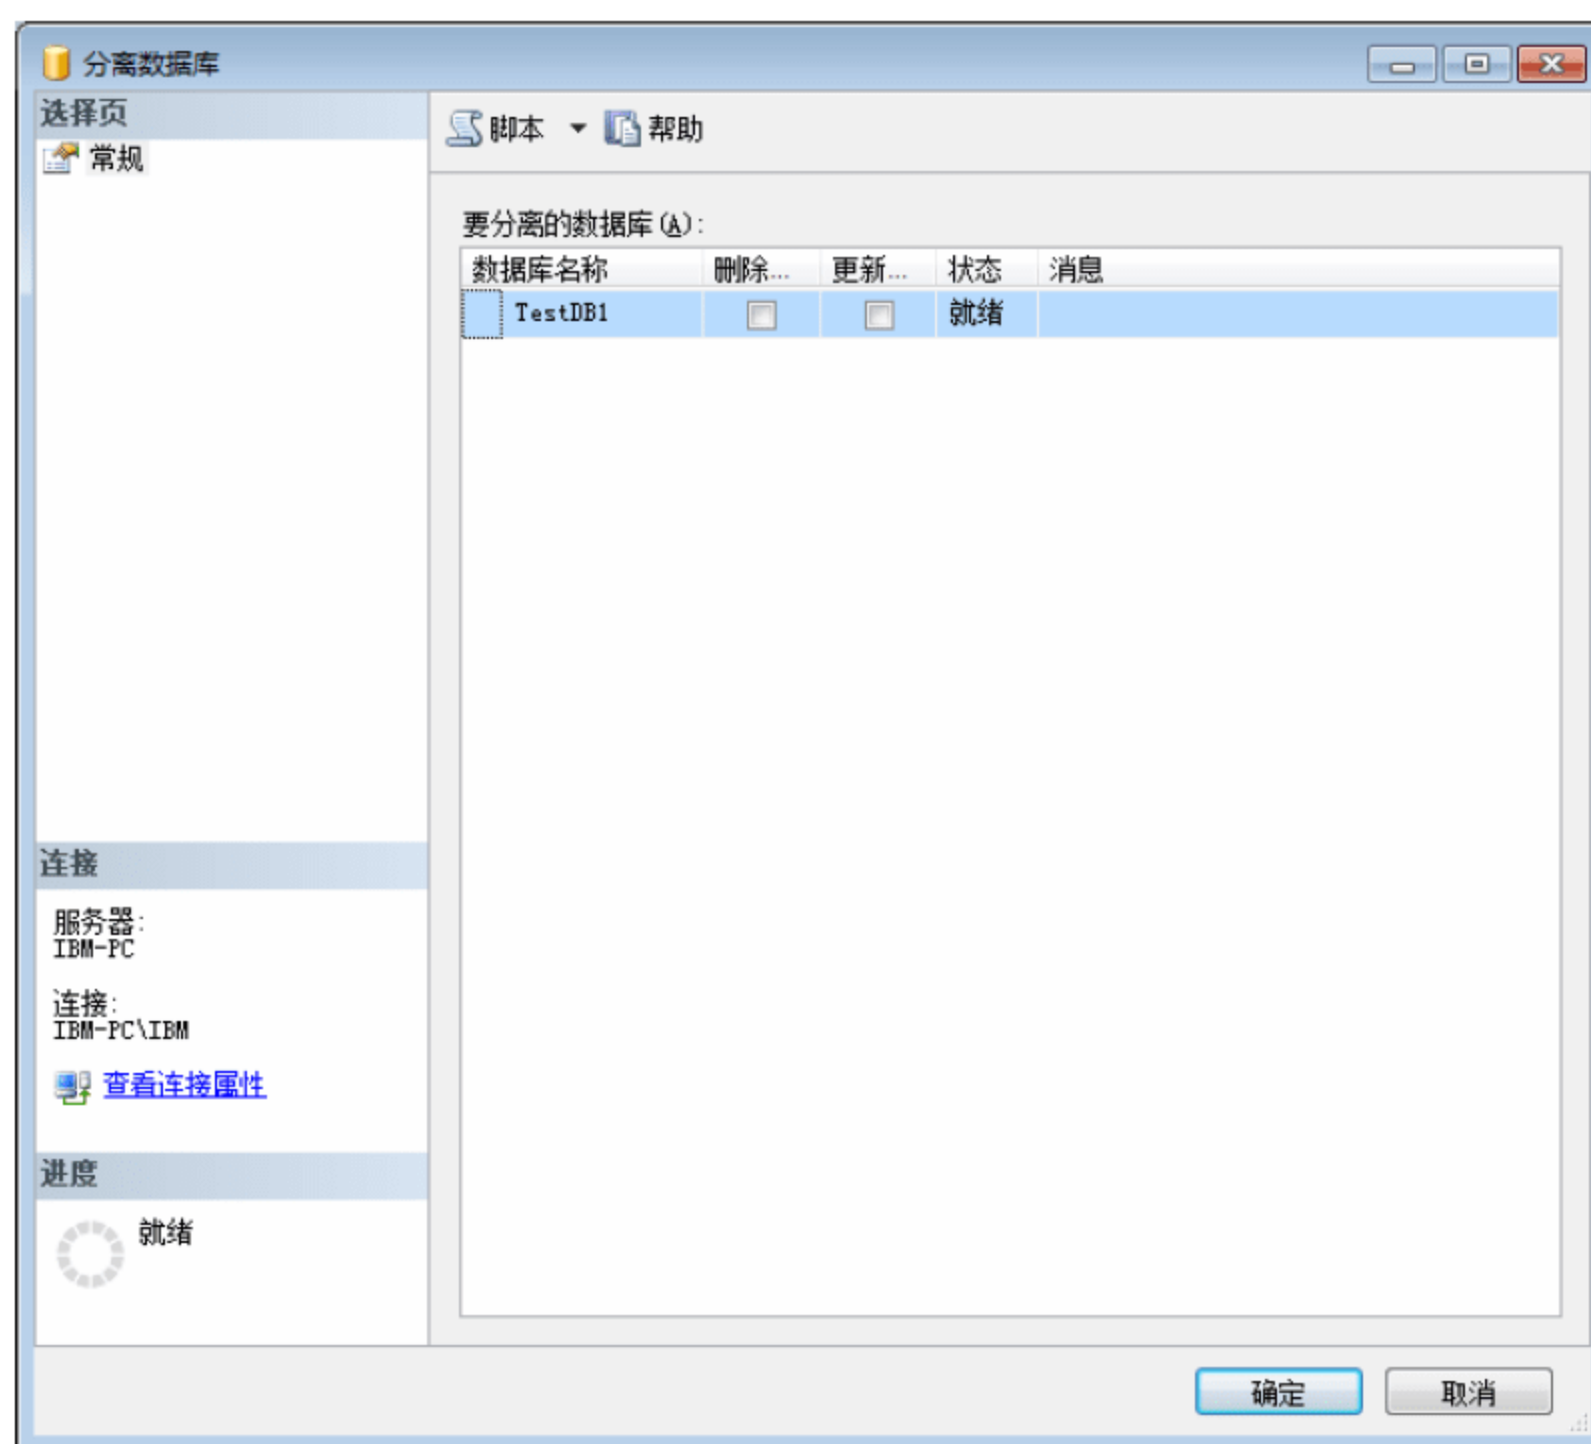 分离数据库
选择页
常规
脚本 帮助
要分离的数据库(A):
数据库名称 删除... 更新... 状态 消息
TestDB1 就绪
连接
服务器:
IBM-PC
连接:
IBM-PC\IBM
查看连接属性
进度
就绪
确定 取消